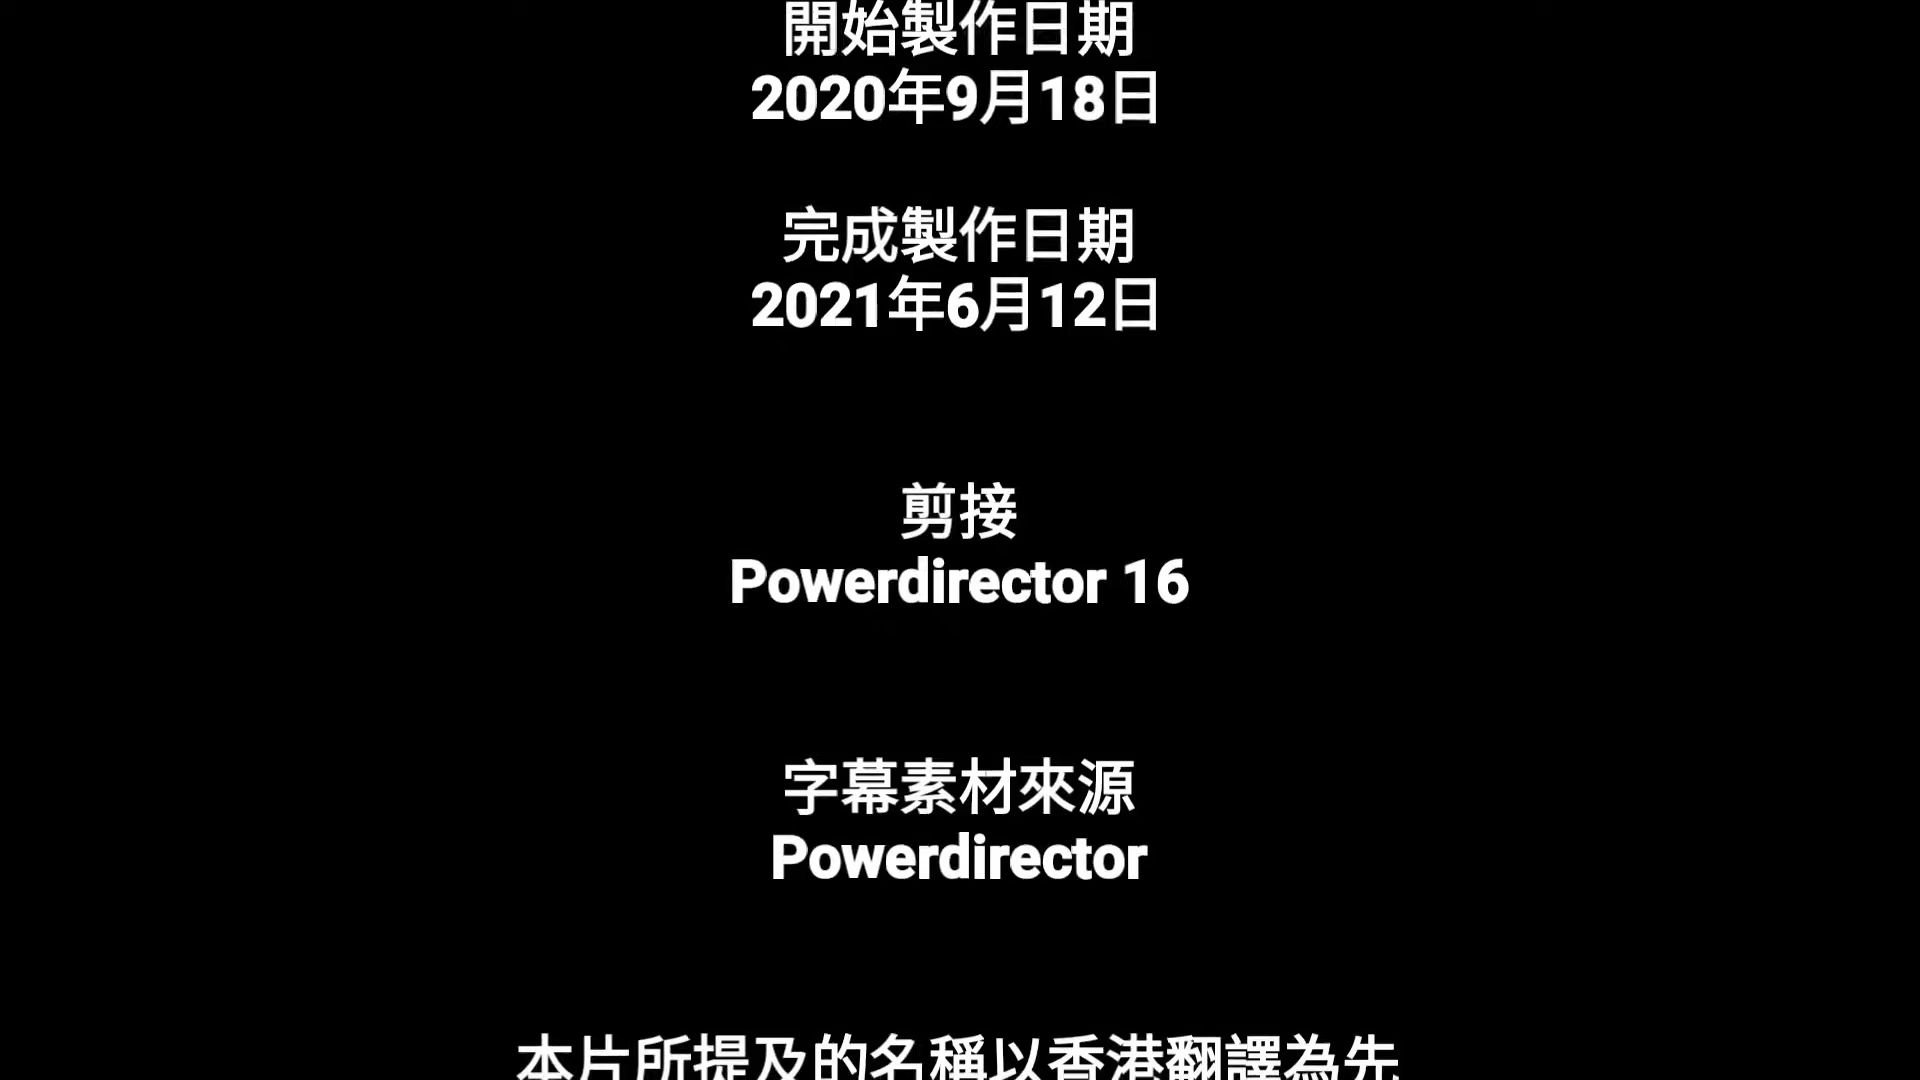 開始製作日期
2020年9月18日
完成製作日期
2021年6月12日
剪接
Powerdirector 16
字幕素材來源
Powerdirector
本片所提及的名稱以香港翻譯為先